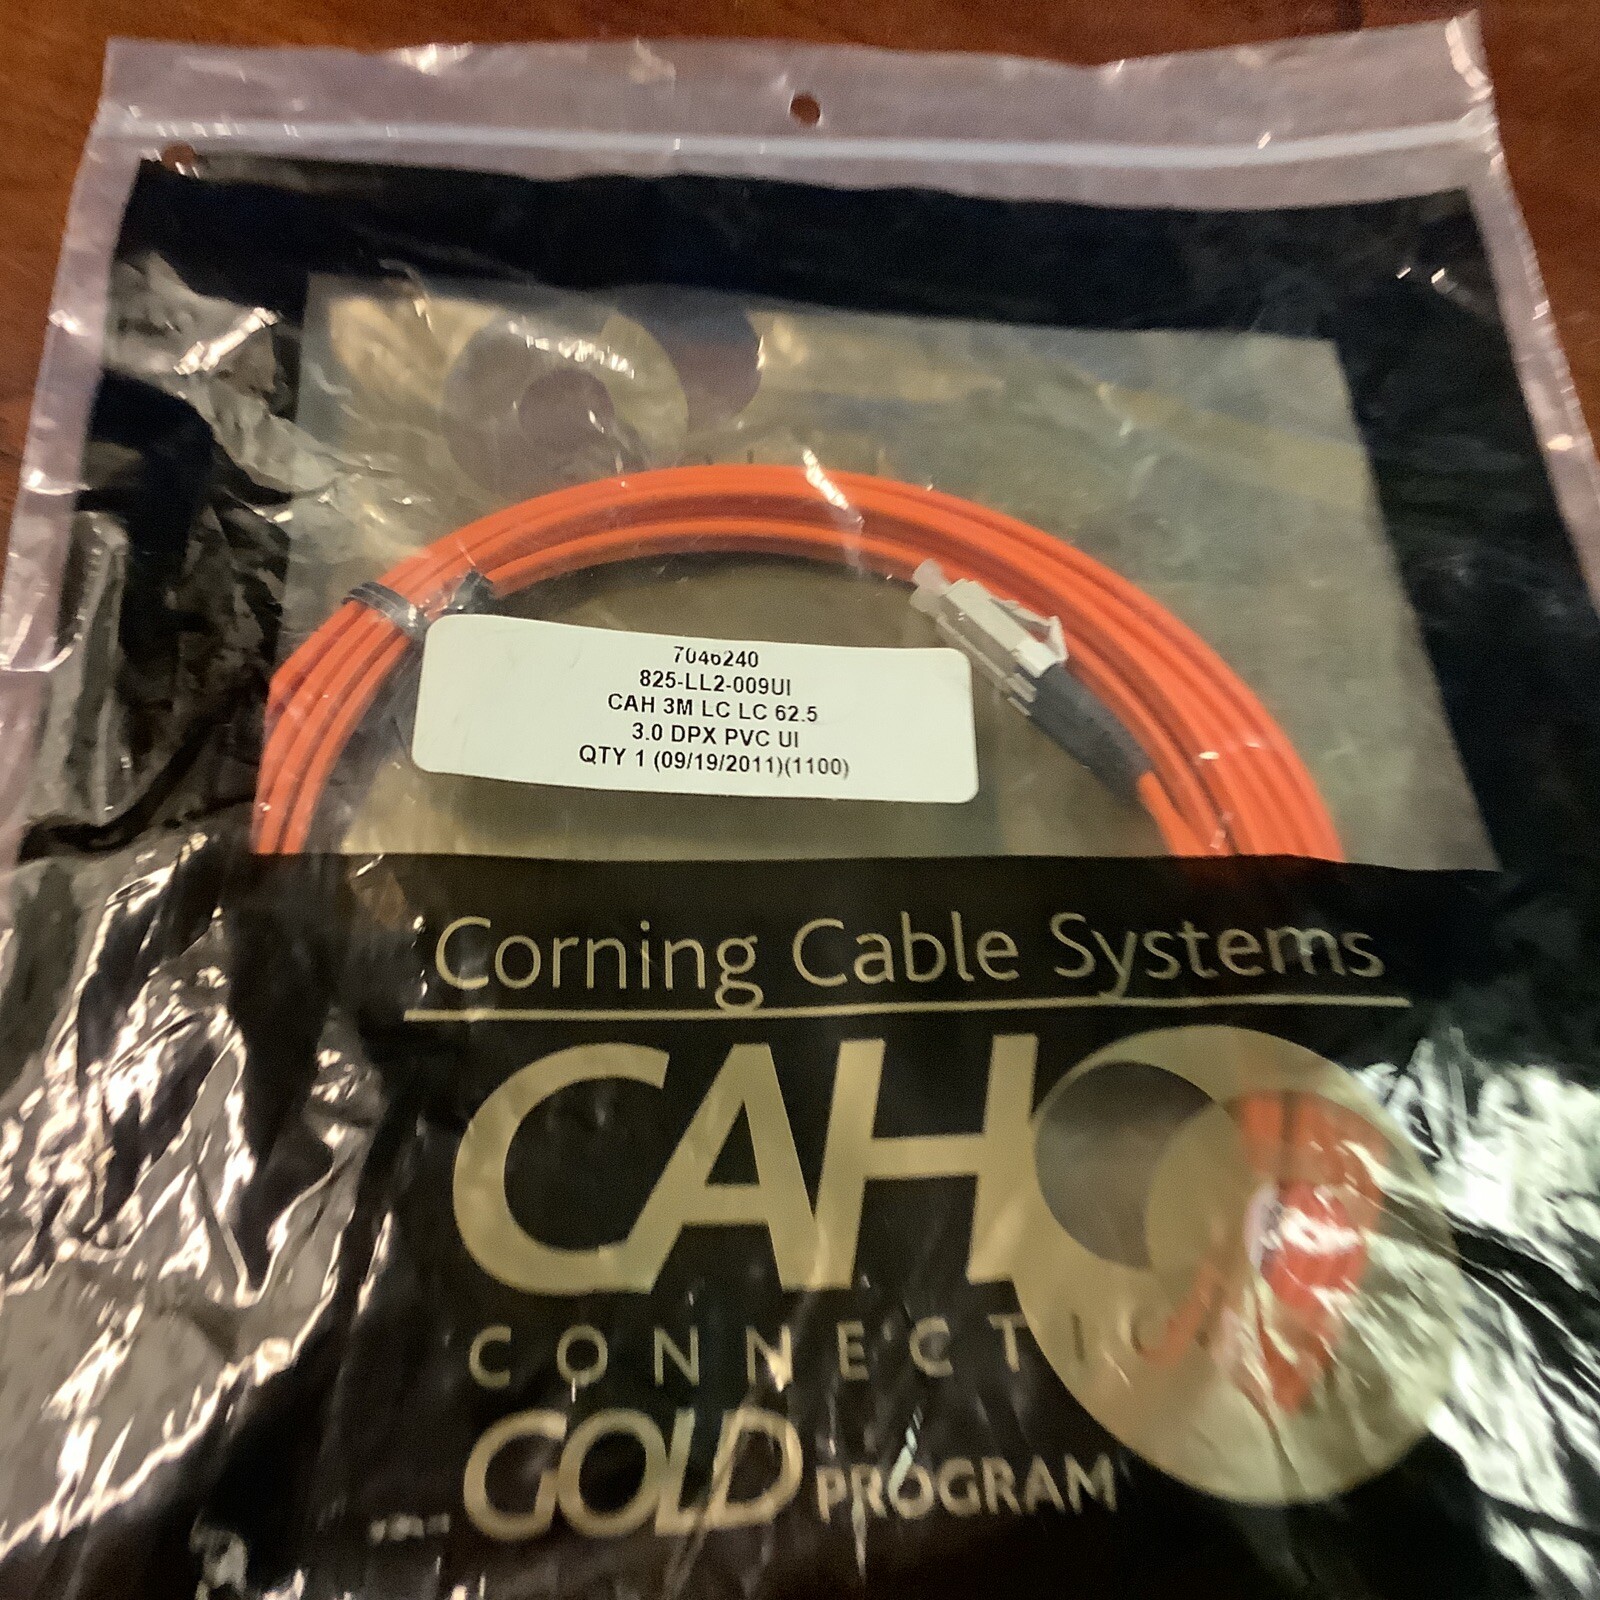 7046240
825-LL2-009UI
CAH 3M LC LC 62.5
3.0 DPX PVC UI
QTY 1 (09/19/2011)(1100)
Corning Cable Systems
CAH
CONNECTIO
GOLD PROGRAM